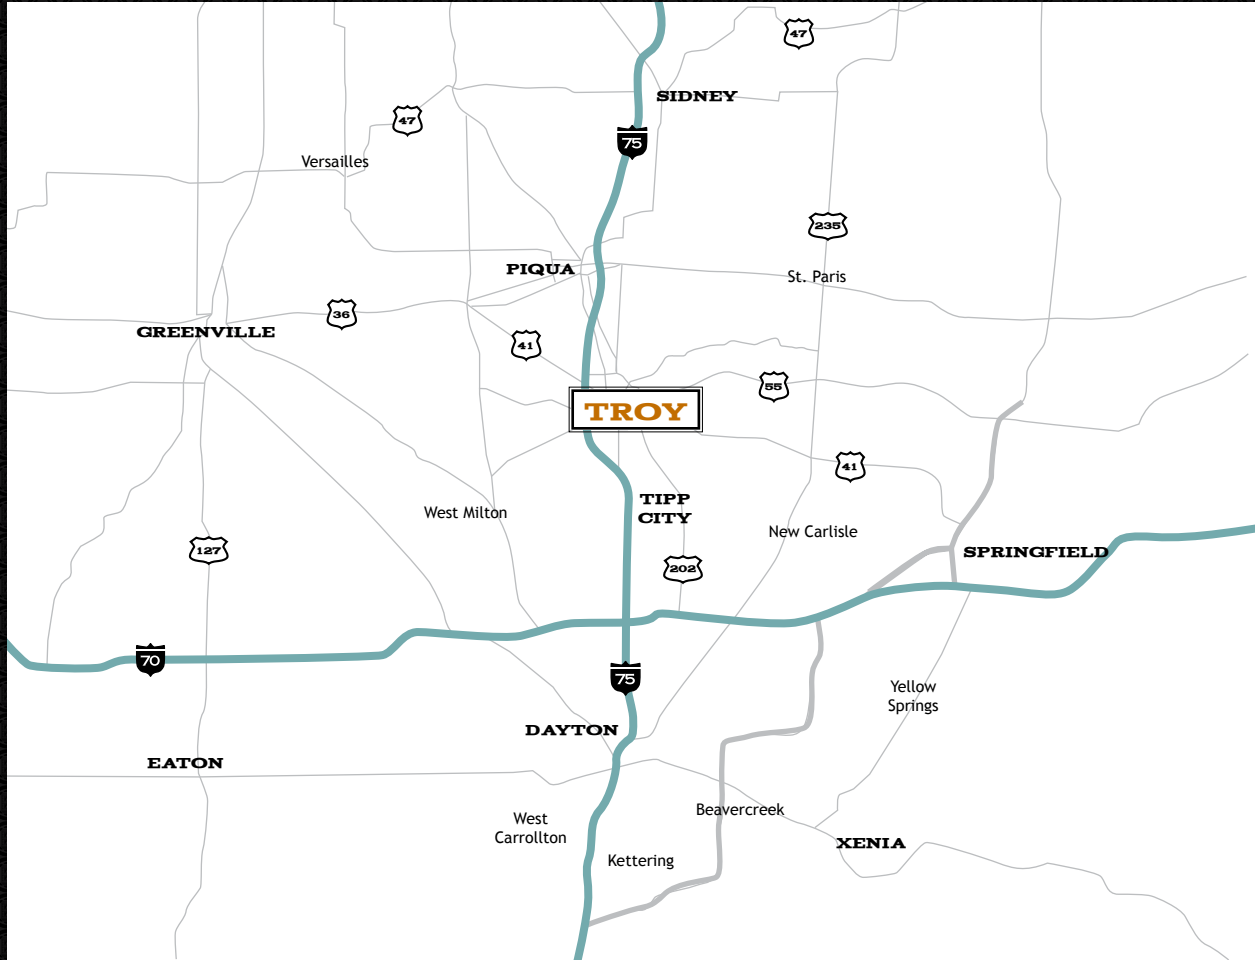 47
SIDNEY
47
75
Versailles
235
PIQUA
St. Paris
36
GREENVILLE
41
55
TROY
41
TIPP
CITY
West Milton
New Carlisle
127
SPRINGFIELD
202
70
75
Yellow
Springs
DAYTON
EATON
Beavercreek
West
Carrollton
XENIA
Kettering